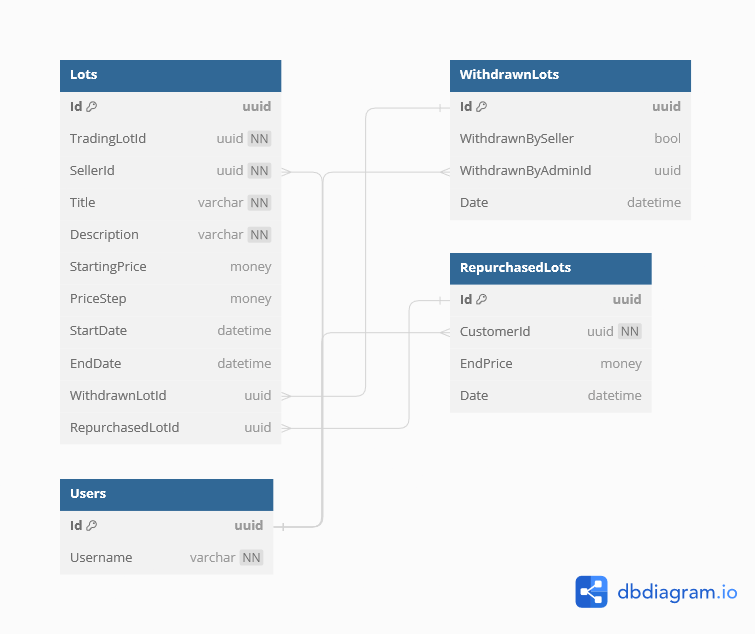 Lots
Id uuid
TradingLotId uuid NN
SellerId uuid NN
Title varchar NN
Description varchar NN
StartingPrice money
PriceStep money
StartDate datetime
EndDate datetime
WithdrawnLotId uuid
RepurchasedLotId uuid
Users
Id uuid
Username varchar NN
WithdrawnLots
Id uuid
WithdrawnBySeller bool
WithdrawnByAdminId uuid
Date datetime
RepurchasedLots
Id uuid
CustomerId uuid NN
EndPrice money
Date datetime
dbdiagram.io